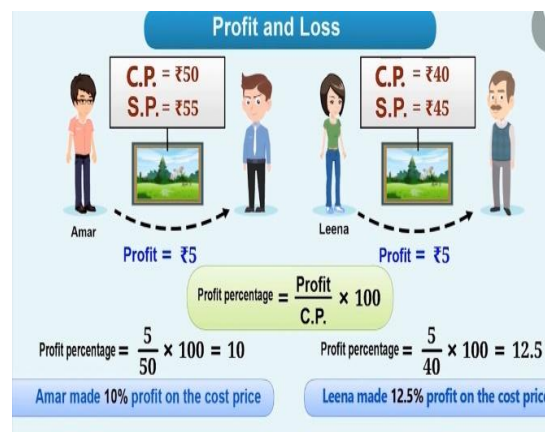 Profit and Loss
C.P. = ₹50
S.P. = ₹55
C.P. = ₹40
S.P. = ₹45
Amar
Leena
Profit = ₹5
Profit = ₹5
Profit percentage = Profit / C.P. × 100
Profit percentage = 5 / 50 × 100 = 10
Profit percentage = 5 / 40 × 100 = 12.5
Amar made 10% profit on the cost price
Leena made 12.5% profit on the cost price